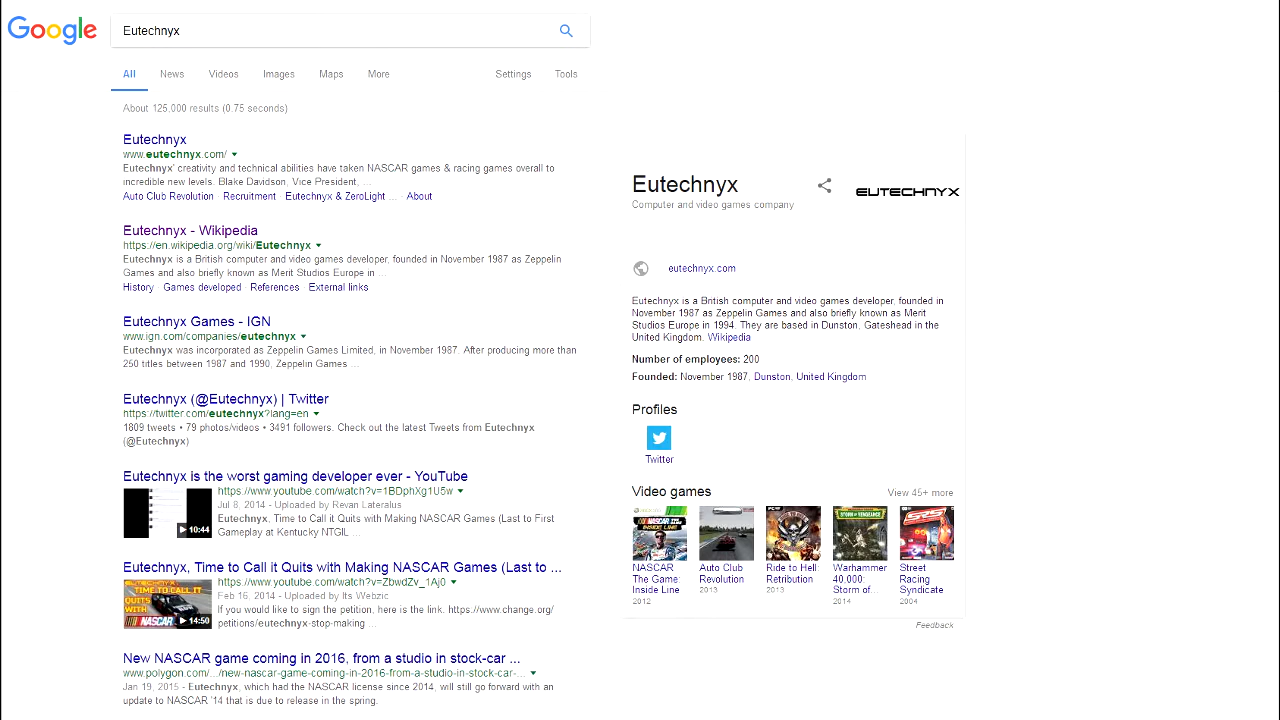 Google
Eutechnyx
All News Videos Images Maps More Settings Tools
About 125,000 results (0.75 seconds)
Eutechnyx
www.eutechnyx.com/
Eutechnyx' creativity and technical abilities have taken NASCAR games & racing games overall to
incredible new levels. Blake Davidson, Vice President, ...
Auto Club Revolution · Recruitment · Eutechnyx & ZeroLight ... · About
Eutechnyx - Wikipedia
https://en.wikipedia.org/wiki/Eutechnyx
Eutechnyx is a British computer and video games developer, founded in November 1987 as Zeppelin
Games and also briefly known as Merit Studios Europe in ...
History · Games developed · References · External links
Eutechnyx Games - IGN
www.ign.com/companies/eutechnyx
Eutechnyx was incorporated as Zeppelin Games Limited, in November 1987. After producing more than
250 titles between 1987 and 1990, Zeppelin Games ...
Eutechnyx (@Eutechnyx) | Twitter
https://twitter.com/eutechnyx?lang=en
1809 tweets • 79 photos/videos • 3491 followers. Check out the latest Tweets from Eutechnyx
(@Eutechnyx)
Eutechnyx is the worst gaming developer ever - YouTube
https://www.youtube.com/watch?v=1BDphXg1U5w
Jul 8, 2014 - Uploaded by Revan Lateralus
Eutechnyx, Time to Call it Quits with Making NASCAR Games (Last to First
Gameplay at Kentucky NTGIL ...
10:44
Eutechnyx, Time to Call it Quits with Making NASCAR Games (Last to ...
https://www.youtube.com/watch?v=ZbwdZv_1Aj0
Feb 16, 2014 - Uploaded by Its Webzic
If you would like to sign the petition, here is the link. https://www.change.org/
petitions/eutechnyx-stop-making ...
EUTECHNYX
TIME TO CALL IT
QUITS WITH
NASCAR
14:50
New NASCAR game coming in 2016, from a studio in stock-car ...
www.polygon.com/.../new-nascar-game-coming-in-2016-from-a-studio-in-stock-car-...
Jan 19, 2015 - Eutechnyx, which had the NASCAR license since 2014, will still go forward with an
update to NASCAR '14 that is due to release in the spring.
Eutechnyx
EUTECHNYX
Computer and video games company
eutechnyx.com
Eutechnyx is a British computer and video games developer, founded in
November 1987 as Zeppelin Games and also briefly known as Merit
Studios Europe in 1994. They are based in Dunston, Gateshead in the
United Kingdom. Wikipedia
Number of employees: 200
Founded: November 1987, Dunston, United Kingdom
Profiles
Twitter
Video games View 45+ more
NASCAR
The Game:
Inside Line
2012
Auto Club
Revolution
2013
Ride to Hell:
Retribution
2013
Warhammer
40,000:
Storm of...
2014
Street
Racing
Syndicate
2004
Feedback